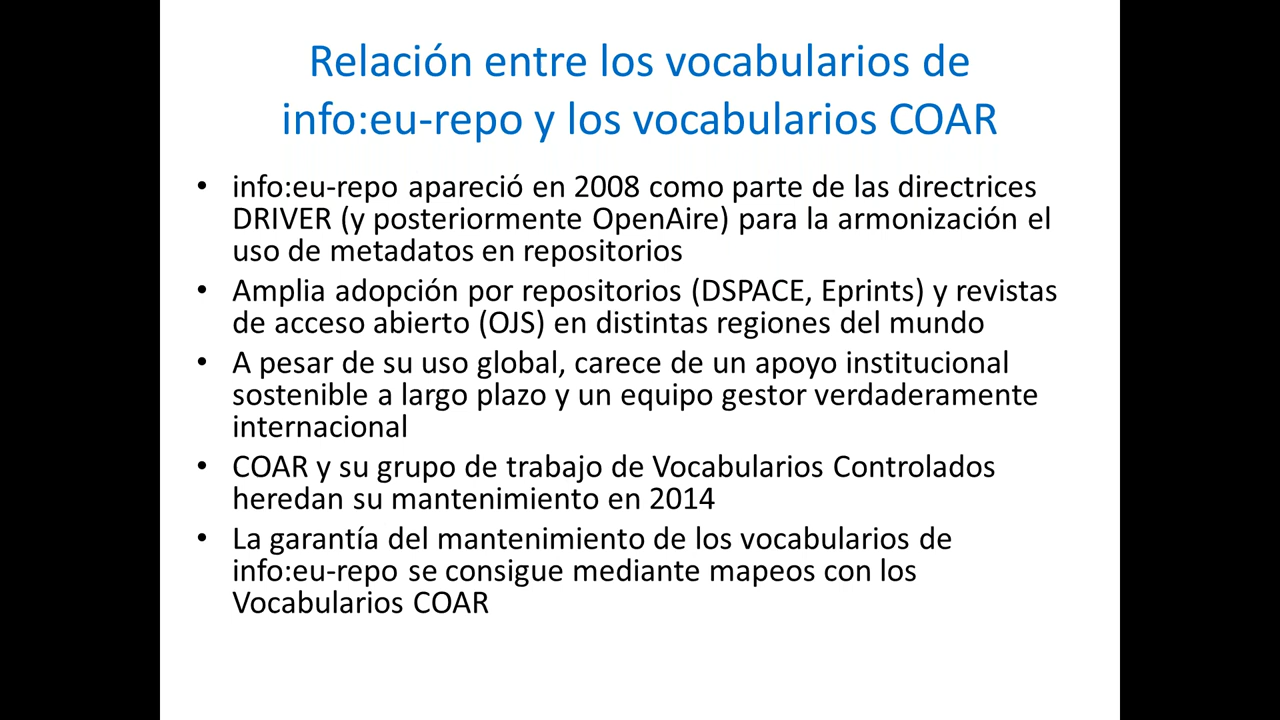 Relación entre los vocabularios de
info:eu-repo y los vocabularios COAR
• info:eu-repo apareció en 2008 como parte de las directrices
DRIVER (y posteriormente OpenAire) para la armonización el
uso de metadatos en repositorios
• Amplia adopción por repositorios (DSPACE, Eprints) y revistas
de acceso abierto (OJS) en distintas regiones del mundo
• A pesar de su uso global, carece de un apoyo institucional
sostenible a largo plazo y un equipo gestor verdaderamente
internacional
• COAR y su grupo de trabajo de Vocabularios Controlados
heredan su mantenimiento en 2014
• La garantía del mantenimiento de los vocabularios de
info:eu-repo se consigue mediante mapeos con los
Vocabularios COAR